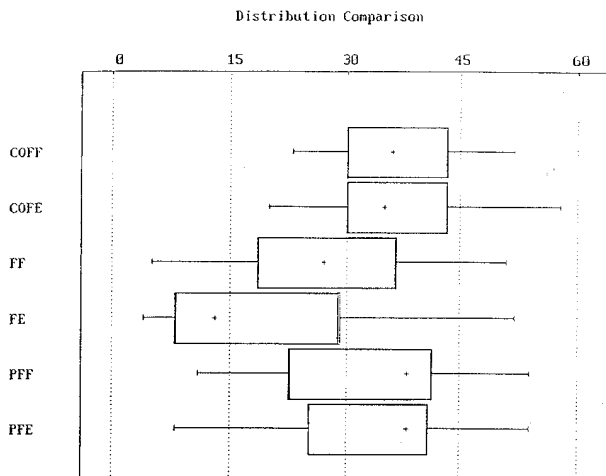 Distribution Comparison
0 15 30 45 60
COFF
COFE
FF
FE
PFF
PFE